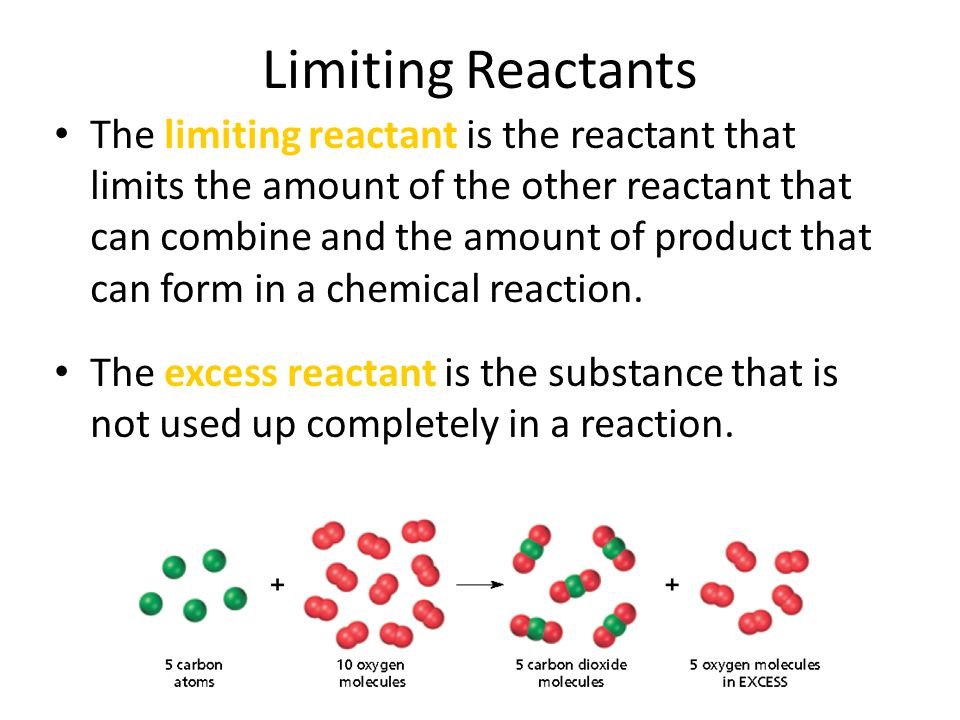 Limiting Reactants
• The limiting reactant is the reactant that
limits the amount of the other reactant that
can combine and the amount of product that
can form in a chemical reaction.
• The excess reactant is the substance that is
not used up completely in a reaction.
+ +
5 carbon 10 oxygen 5 carbon dioxide 5 oxygen molecules
atoms molecules molecules in EXCESS